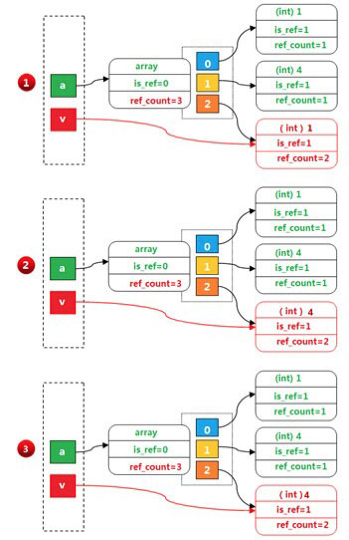 (int) 1
is_ref=1
ref_count=1
0
array
1
a
is_ref=0
1
(int) 4
is_ref=1
ref_count=1
ref_count=3
2
v
( int ) 1
is_ref=1
ref_count=2
(int) 1
is_ref=1
ref_count=1
0
array
2
a
is_ref=0
1
(int) 4
is_ref=1
ref_count=1
ref_count=3
2
v
( int ) 4
is_ref=1
ref_count=2
(int) 1
is_ref=1
ref_count=1
0
array
3
a
is_ref=0
1
(int) 4
is_ref=1
ref_count=1
ref_count=3
2
v
( int ) 4
is_ref=1
ref_count=2